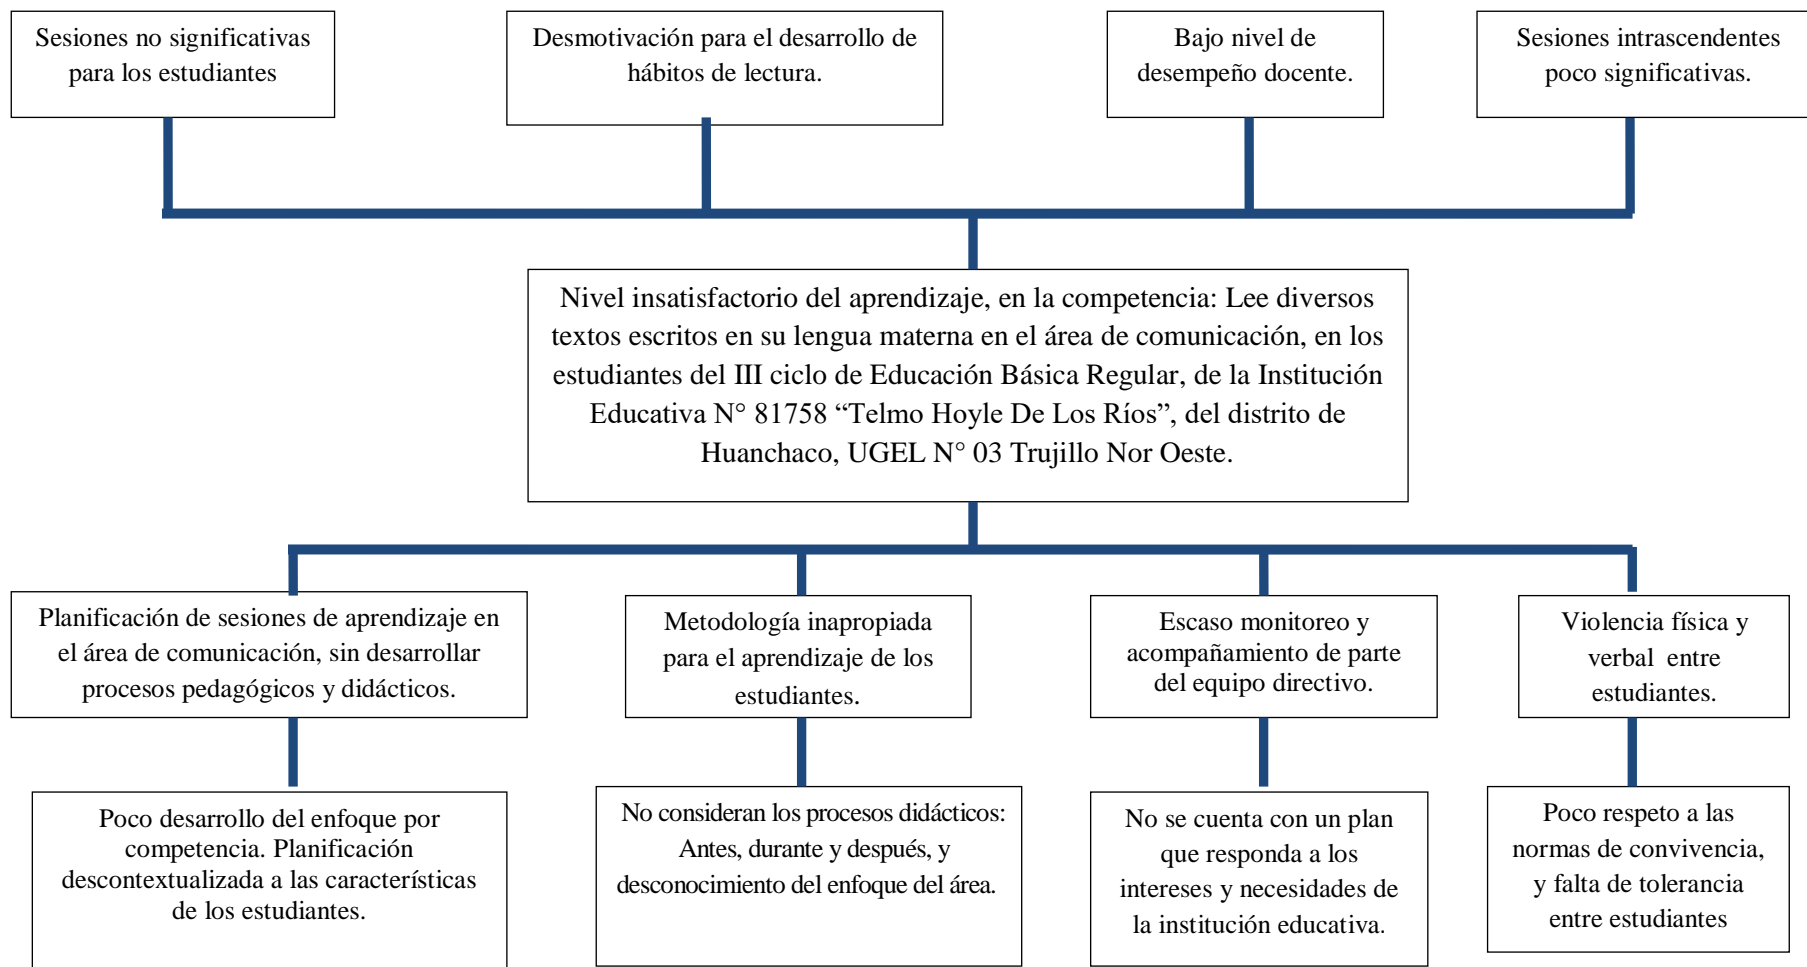 Sesiones no significativas
para los estudiantes
Desmotivación para el desarrollo de
hábitos de lectura.
Bajo nivel de
desempeño docente.
Sesiones intrascendentes
poco significativas.
Nivel insatisfactorio del aprendizaje, en la competencia: Lee diversos
textos escritos en su lengua materna en el área de comunicación, en los
estudiantes del III ciclo de Educación Básica Regular, de la Institución
Educativa N° 81758 “Telmo Hoyle De Los Ríos”, del distrito de
Huanchaco, UGEL N° 03 Trujillo Nor Oeste.
Planificación de sesiones de aprendizaje en
el área de comunicación, sin desarrollar
procesos pedagógicos y didácticos.
Metodología inapropiada
para el aprendizaje de los
estudiantes.
Escaso monitoreo y
acompañamiento de parte
del equipo directivo.
Violencia física y
verbal entre
estudiantes.
Poco desarrollo del enfoque por
competencia. Planificación
descontextualizada a las características
de los estudiantes.
No consideran los procesos didácticos:
Antes, durante y después, y
desconocimiento del enfoque del área.
No se cuenta con un plan
que responda a los
intereses y necesidades de
la institución educativa.
Poco respeto a las
normas de convivencia,
y falta de tolerancia
entre estudiantes